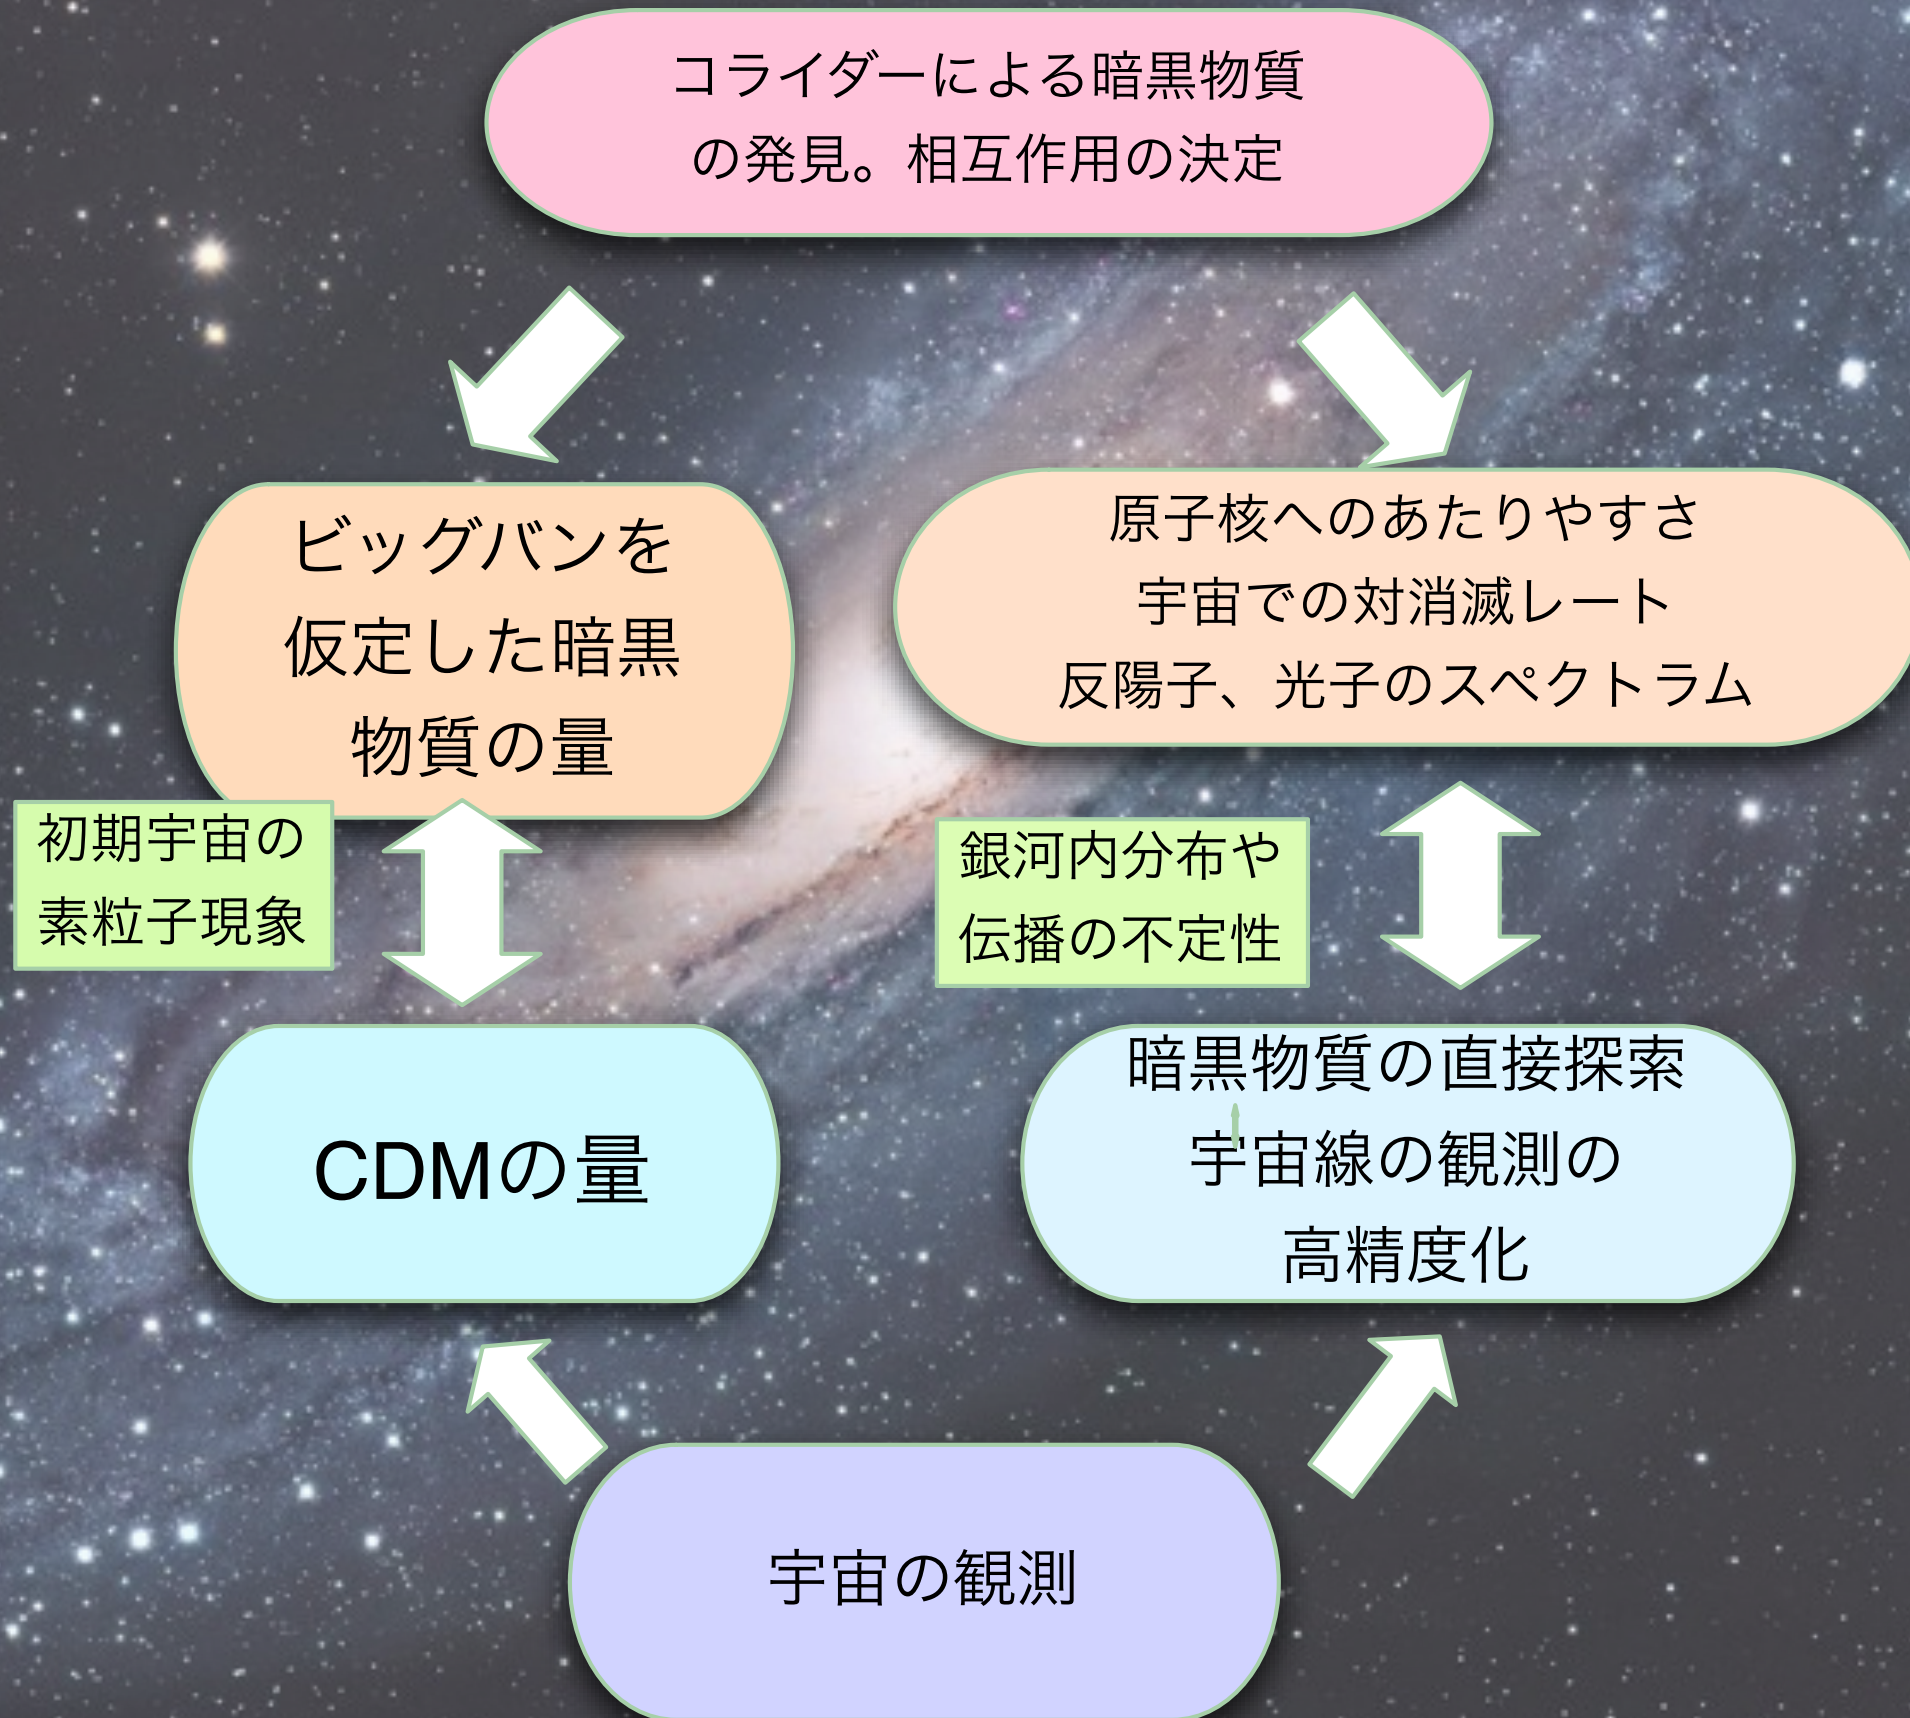 コライダーによる暗黒物質
の発見。相互作用の決定
ビッグバンを
仮定した暗黒
物質の量
原子核へのあたりやすさ
宇宙での対消滅レート
反陽子、光子のスペクトラム
初期宇宙の
素粒子現象
銀河内分布や
伝播の不定性
CDMの量
暗黒物質の直接探索
宇宙線の観測の
高精度化
宇宙の観測